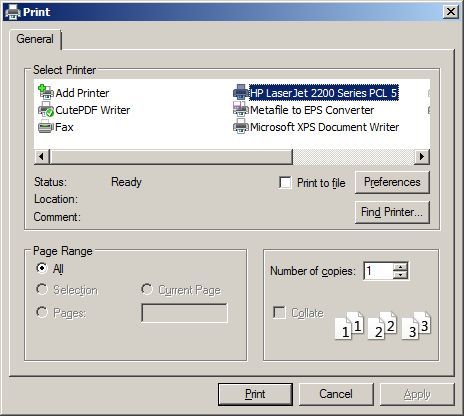 Print
General
Select Printer
Add Printer
HP LaserJet 2200 Series PCL 5
CutePDF Writer
Metafile to EPS Converter
Fax
Microsoft XPS Document Writer
Status: Ready
Print to file
Preferences
Location:
Comment:
Find Printer...
Page Range
All
Selection
Current Page
Pages:
Number of copies: 1
Collate
1 1 2 2 3 3
Print
Cancel
Apply